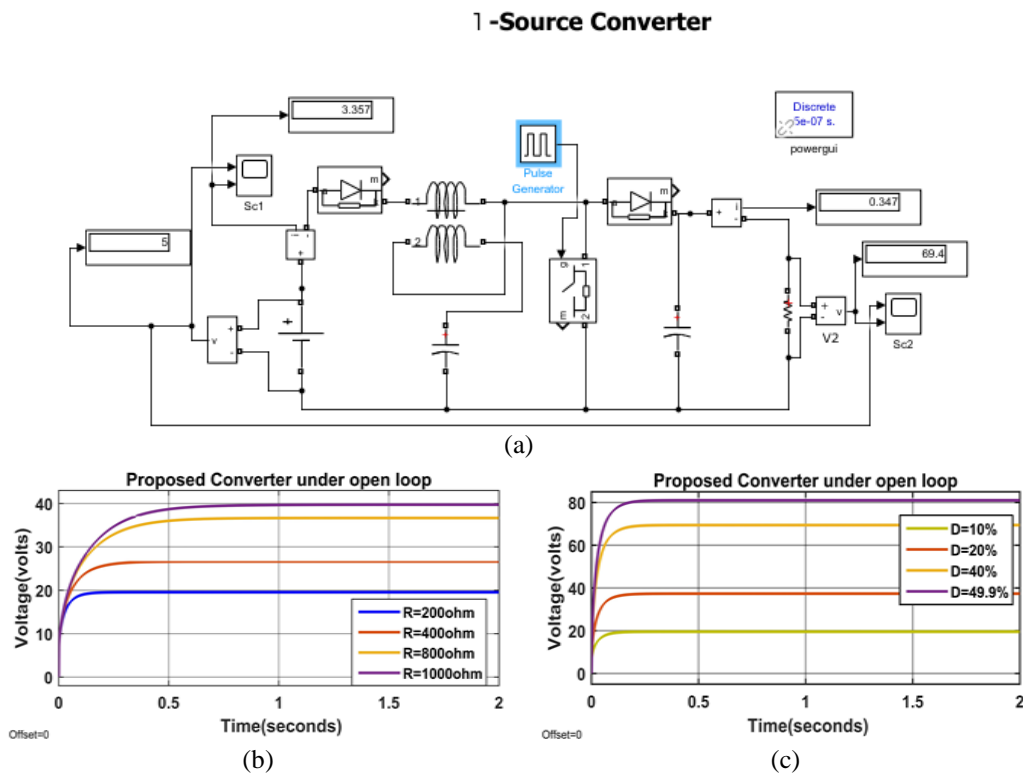 1 -Source Converter
3.357
Discrete
5e-07 s.
powergui
Pulse
Generator
Sc1
m
m
1
2
i
+
-
0.347
5
69.4
g
1
m
2
v
+
-
+
+
-
v
V2
Sc2
(a)
Proposed Converter under open loop
Voltage(volts)
40
30
20
10
0
R=200ohm
R=400ohm
R=800ohm
R=1000ohm
0
0.5
1
1.5
2
Time(seconds)
Offset=0
(b)
Proposed Converter under open loop
Voltage(volts)
80
60
40
20
0
D=10%
D=20%
D=40%
D=49.9%
0
0.5
1
1.5
2
Time(seconds)
Offset=0
(c)